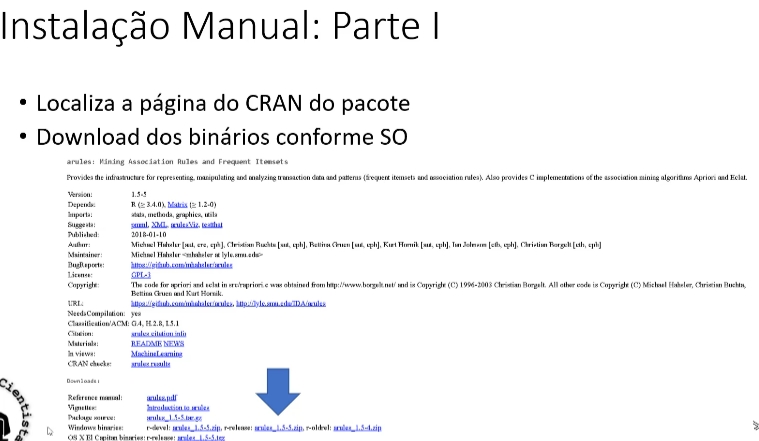 Instalação Manual: Parte I
• Localiza a página do CRAN do pacote
• Download dos binários conforme SO
arules: Mining Association Rules and Frequent Itemsets
Provides the infrastructure for representing, manipulating and analyzing transaction data and patterns (frequent itemsets and association rules). Also provides C implementations of the association mining algorithms Apriori and Eclat.
Version: 1.5-5
Depends: R (≥ 3.4.0), Matrix (≥ 1.2-0)
Imports: stats, methods, graphics, utils
Suggests: pmml, XML, arulesViz, testthat
Published: 2018-01-10
Author: Michael Hahsler [aut, cre, cph], Christian Buchta [aut, cph], Bettina Gruen [aut, cph], Kurt Hornik [aut, cph], Ian Johnson [ctb, cph], Christian Borgelt [ctb, cph]
Maintainer: Michael Hahsler <mhahsler at lyle.smu.edu>
BugReports: https://github.com/mhahsler/arules
License: GPL-3
Copyright: The code for apriori and eclat in src/rapriori.c was obtained from http://www.borgelt.net/ and is Copyright (C) 1996-2003 Christian Borgelt. All other code is Copyright (C) Michael Hahsler, Christian Buchta,
Bettina Gruen and Kurt Hornik.
URL: https://github.com/mhahsler/arules, http://lyle.smu.edu/IDA/arules
NeedsCompilation: yes
Classification/ACM: G.4, H.2.8, I.5.1
Citation: arules citation info
Materials: README NEWS
In views: MachineLearning
CRAN checks: arules results
Downloads:
Reference manual: arules.pdf
Vignettes: Introduction to arules
Package source: arules_1.5-5.tar.gz
Windows binaries: r-devel: arules_1.5-5.zip, r-release: arules_1.5-5.zip, r-oldrel: arules_1.5-4.zip
OS X El Capitan binaries: r-release: arules_1.5-5.tgz
Cientista